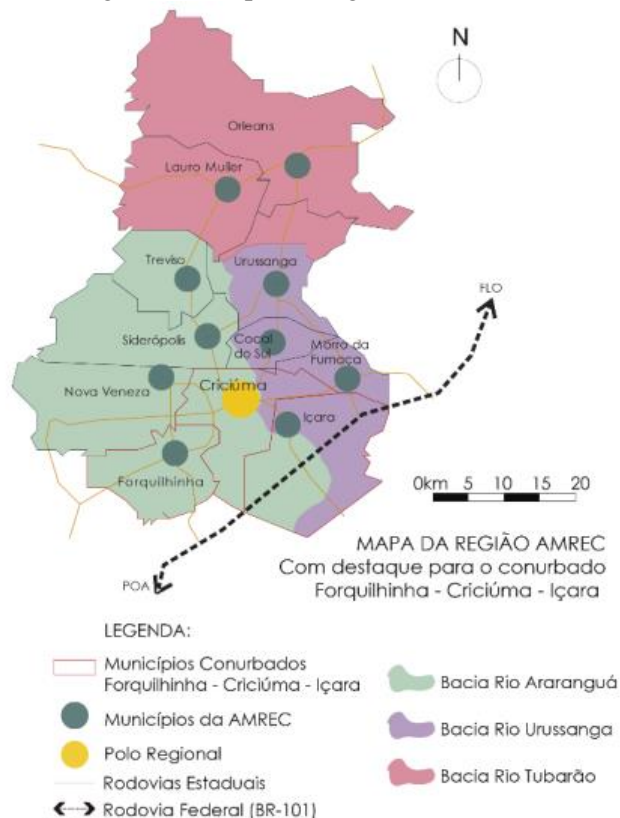 N
Orleans
Lauro Muller
Treviso
Urussanga
FLO
Siderópolis
Cocal
do Sul
Morro da
Fumaça
Nova Veneza
Criciúma
Içara
Forquilhinha
0km 5 10 15 20
MAPA DA REGIÃO AMREC
Com destaque para o conurbado
Forquilhinha - Criciúma - Içara
POA
LEGENDA:
Municípios Conurbados
Forquilhinha - Criciúma - Içara
Municípios da AMREC
Polo Regional
Rodovias Estaduais
Rodovia Federal (BR-101)
Bacia Rio Araranguá
Bacia Rio Urussanga
Bacia Rio Tubarão